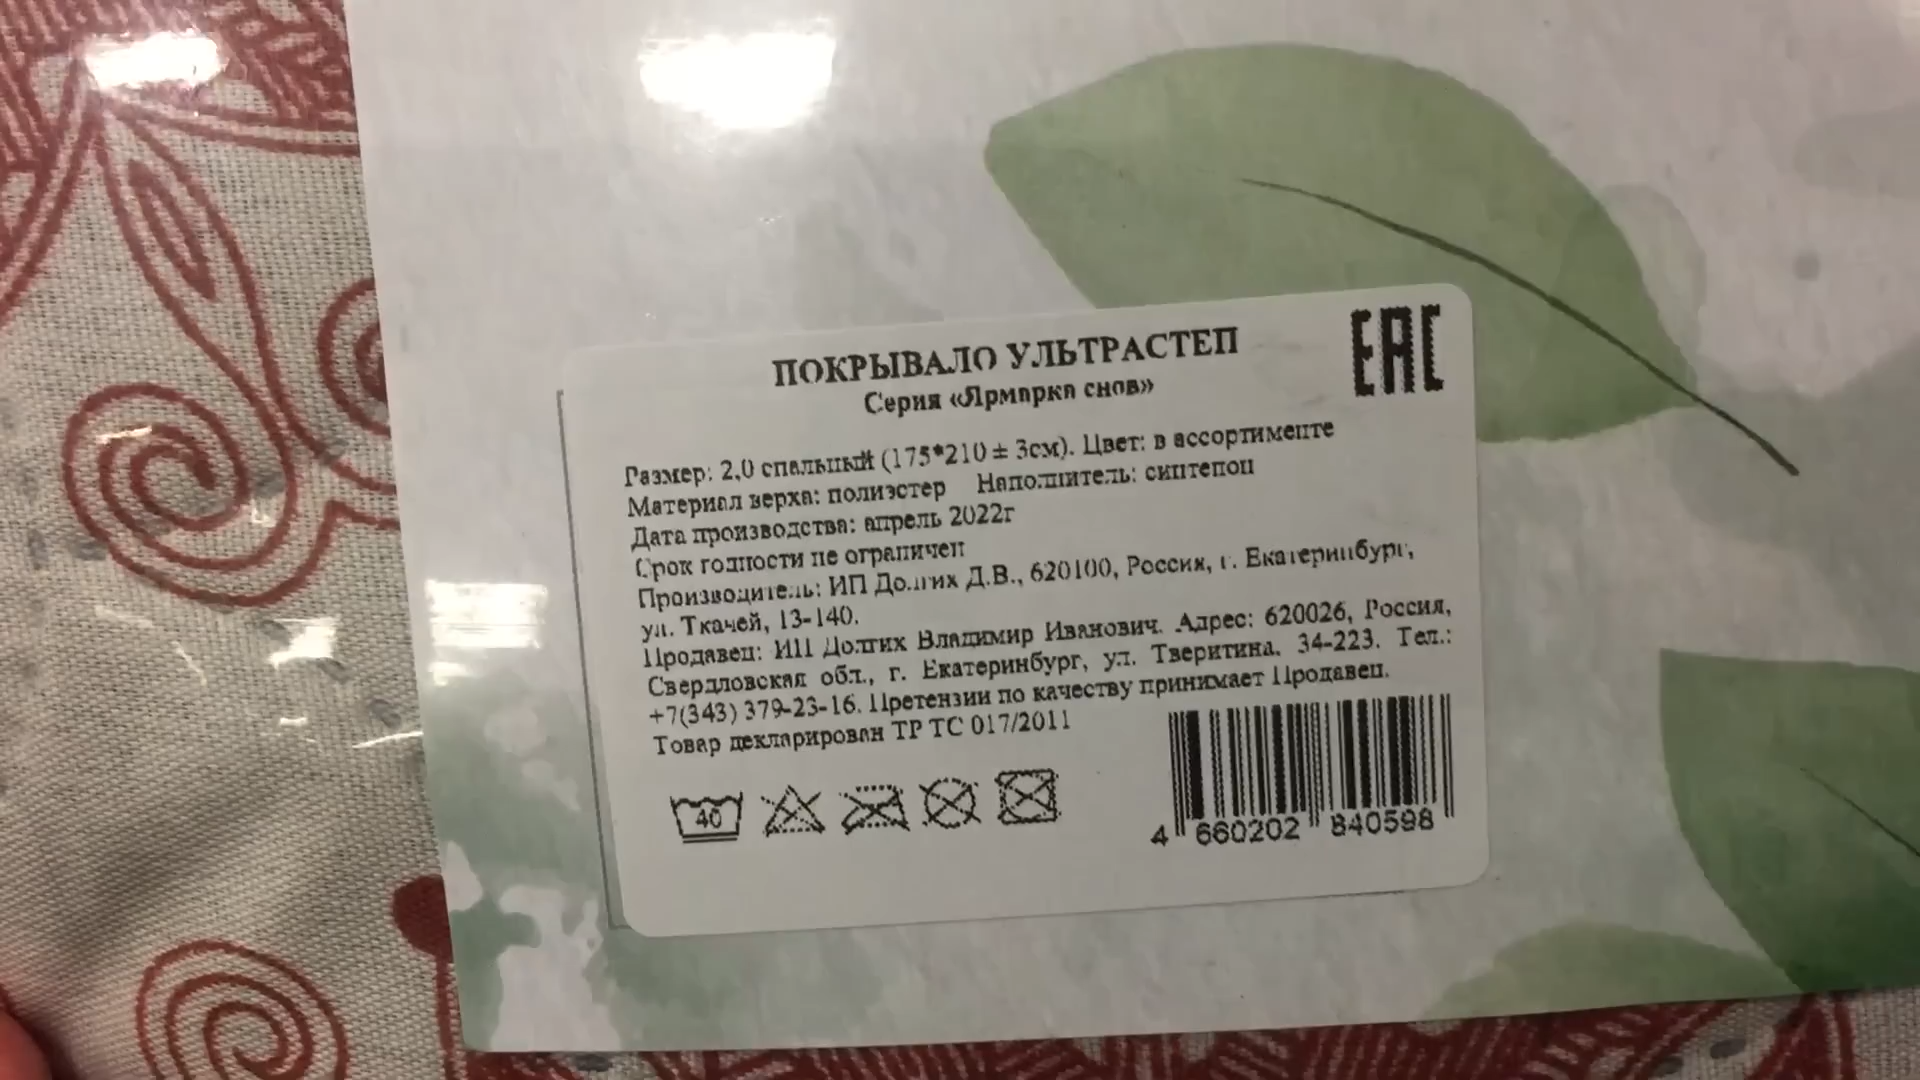 ПОКРЫВАЛО УЛЬТРАСТЕП
EAC
Серия «Ярмарка снов»
Размер: 2,0 спальный (175*210 ± 3см). Цвет: в ассортименте
Материал верха: полиэстер Наполнитель: синтепон
Дата производства: апрель 2022г
Срок годности не ограничен
Производитель: ИП Долгих Д.В., 620100, Россия, г. Екатеринбург,
ул. Ткачей, 13-140.
Продавец: ИП Долгих Владимир Иванович. Адрес: 620026, Россия,
Свердловская обл., г. Екатеринбург, ул. Тверитина, 34-223. Тел.:
+7(343) 379-23-16. Претензии по качеству принимает Продавец.
Товар декларирован ТР ТС 017/2011
40
4 660202 840598